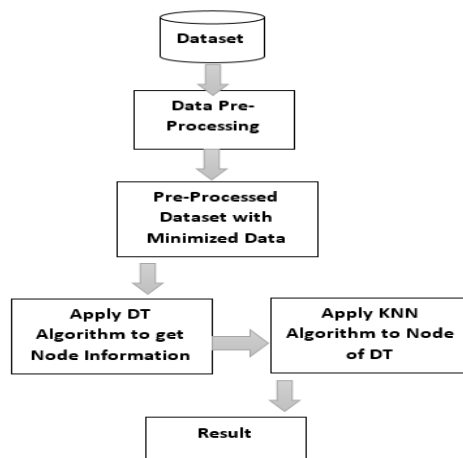 Dataset
Data Pre-
Processing
Pre-Processed
Dataset with
Minimized Data
Apply DT
Algorithm to get
Node Information
Apply KNN
Algorithm to Node
of DT
Result